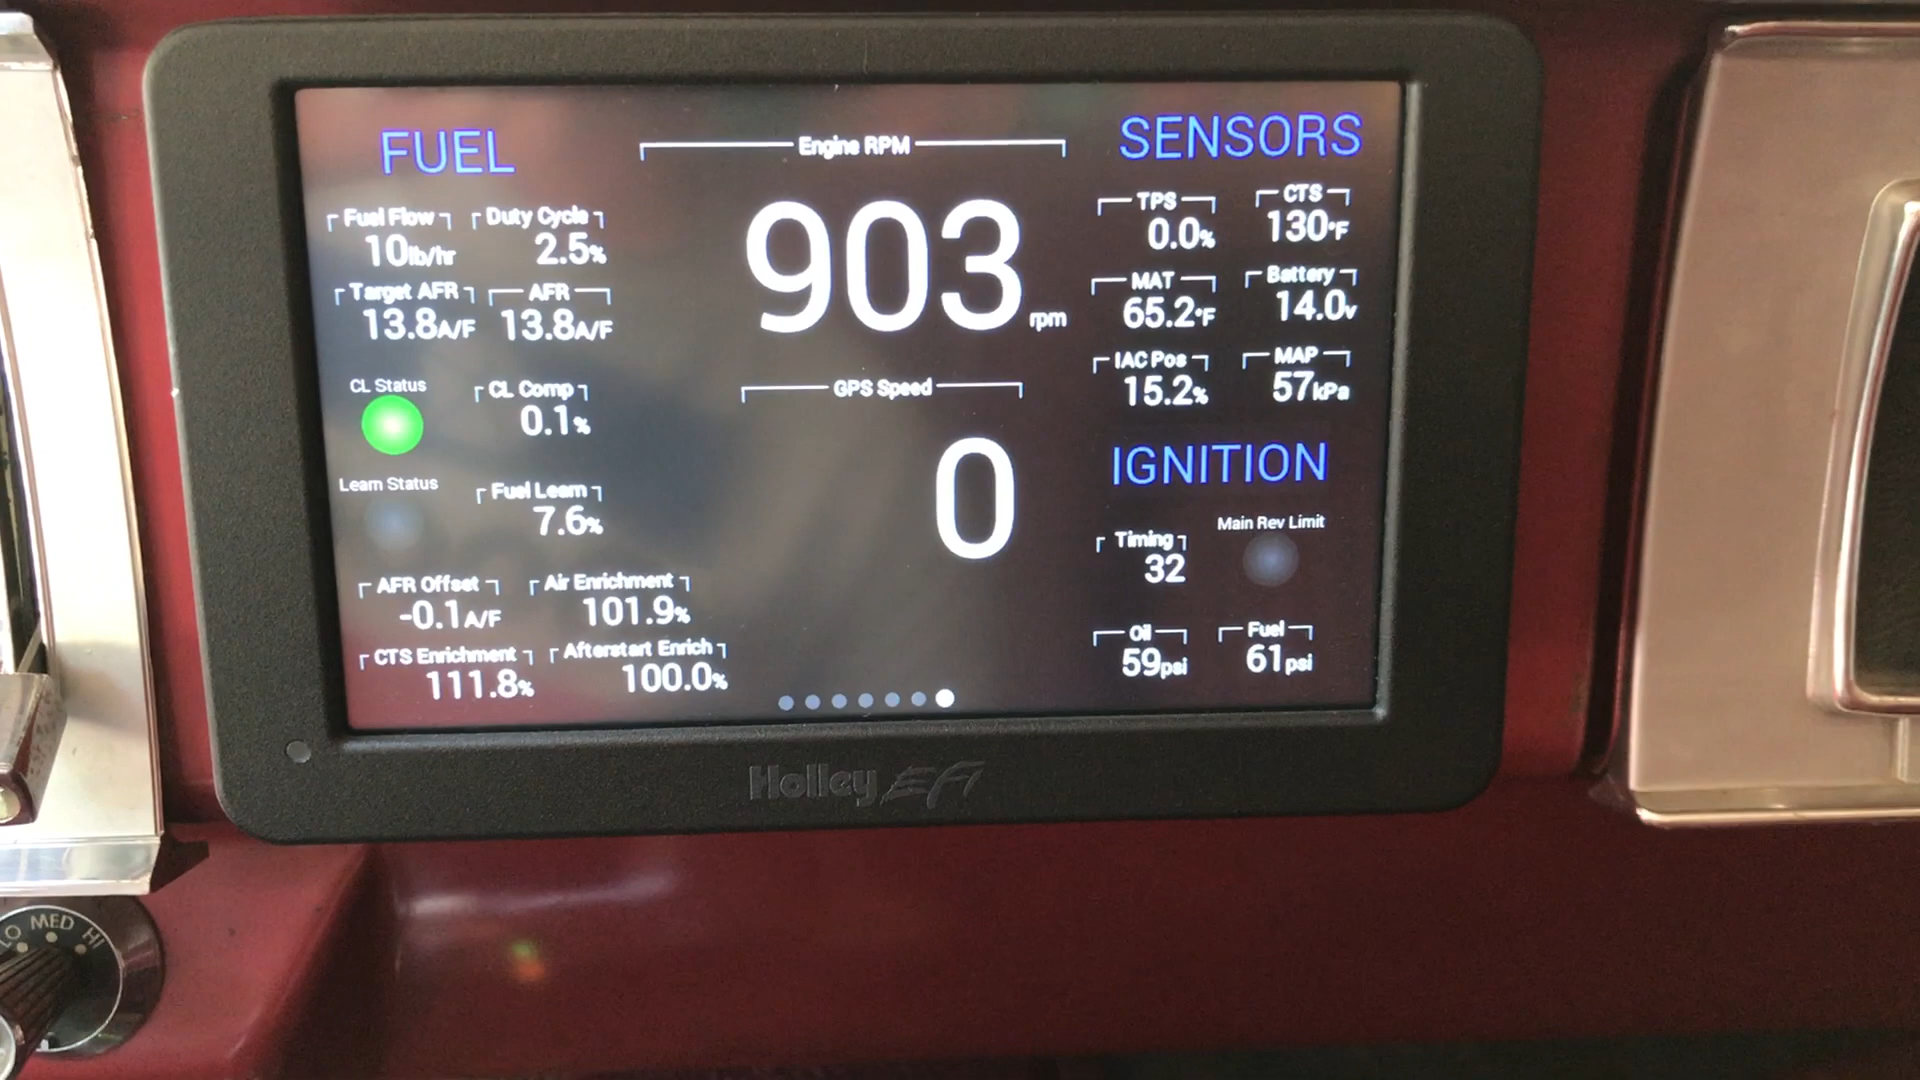 FUEL
Fuel Flow
10lb/hr
Duty Cycle
2.5%
Target AFR
13.8A/F
AFR
13.8A/F
CL Status
CL Comp
0.1%
Learn Status
Fuel Learn
7.6%
AFR Offset
-0.1A/F
Air Enrichment
101.9%
CTS Enrichment
111.8%
Afterstart Enrich
100.0%
Engine RPM
903rpm
GPS Speed
0
SENSORS
TPS
0.0%
CTS
130°F
MAT
65.2°F
Battery
14.0v
IAC Pos
15.2%
MAP
57kPa
IGNITION
Timing
32
Main Rev Limit
Oil
59psi
Fuel
61psi
Holley EFI
LO MED HI